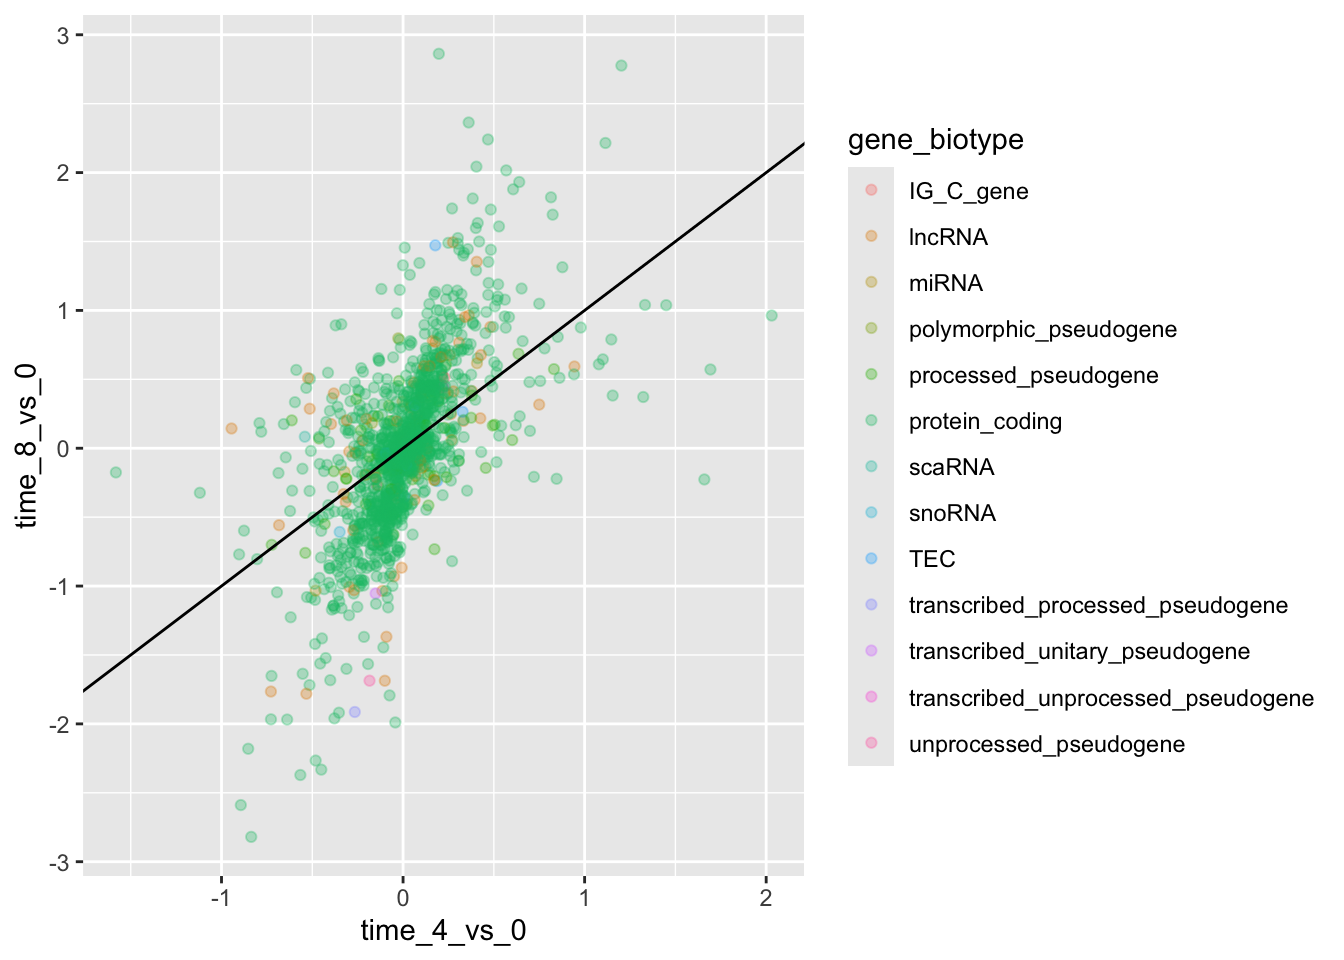 3
2
1
0
-1
-2
-3
time_8_vs_0
-1
0
1
2
time_4_vs_0
gene_biotype
IG_C_gene
lncRNA
miRNA
polymorphic_pseudogene
processed_pseudogene
protein_coding
scaRNA
snoRNA
TEC
transcribed_processed_pseudogene
transcribed_unitary_pseudogene
transcribed_unprocessed_pseudogene
unprocessed_pseudogene